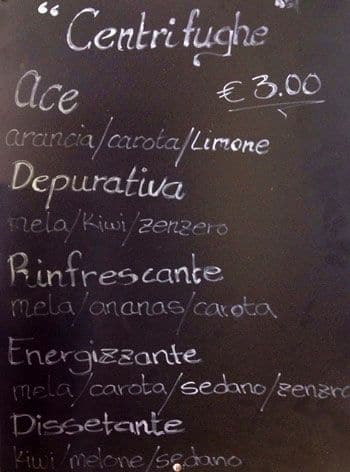 "Centrifughe"
Ace € 3.00
arancia/carota/Limone
Depurativa
mela/Kiwi/zenzero
Rinfrescante
mela/ananas/carota
Energizzante
mela/carota/sedano/zenzro
Dissetante
Kiwi/melone/sedano